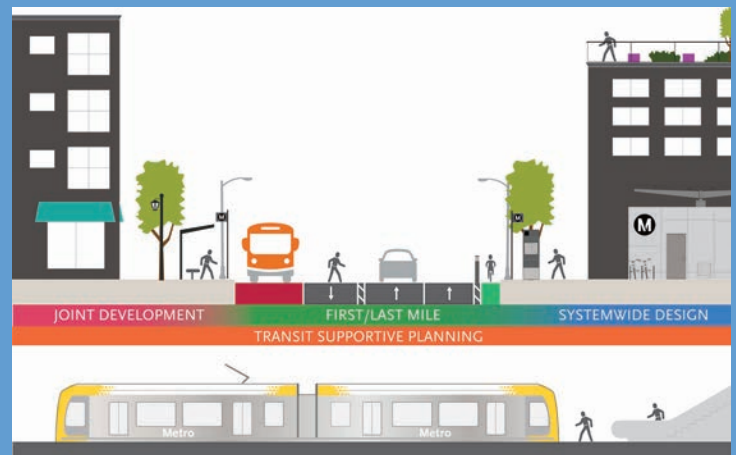 M
M
M
JOINT DEVELOPMENT FIRST/LAST MILE SYSTEMWIDE DESIGN
TRANSIT SUPPORTIVE PLANNING
Metro Metro